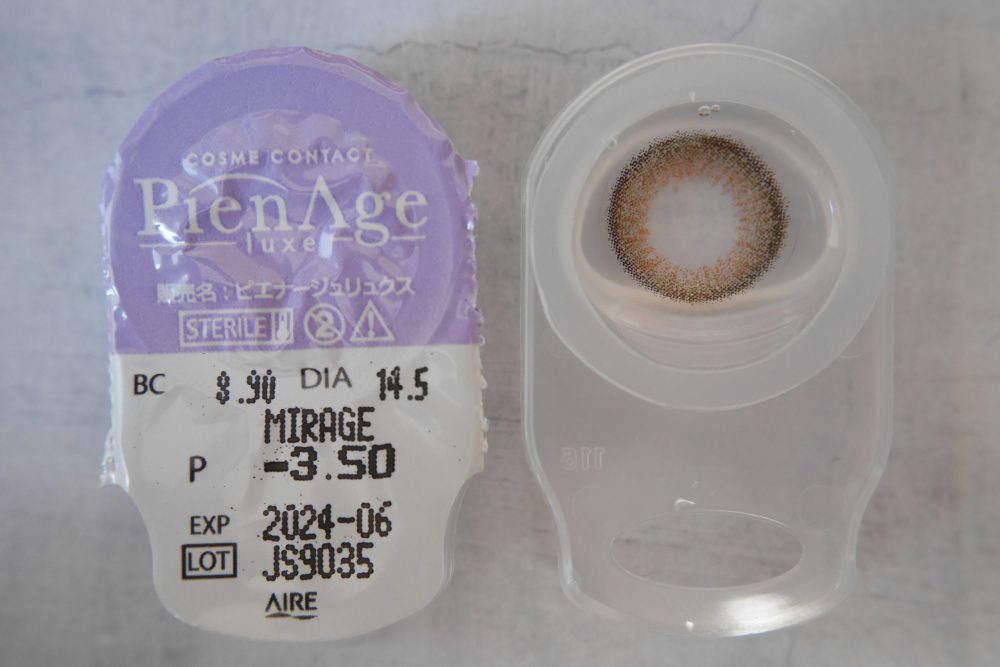 COSME CONTACT
PienAge
luxe
販売名：ピエナージュリュクス
STERILE
BC 8.90 DIA 14.5
MIRAGE
P -3.50
EXP 2024-06
LOT JS9035
AIRE